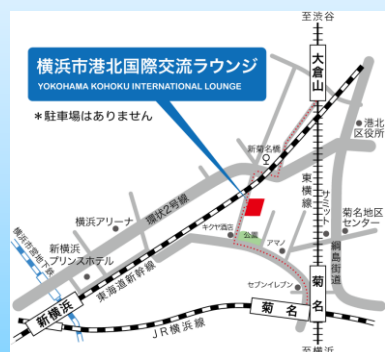 至渋谷
大倉山
横浜市港北国際交流ラウンジ
YOKOHAMA KOHOKU INTERNATIONAL LOUNGE
＊駐車場はありません
港北
区役所
新菊名橋
東横線
サミット
菊名地区
センター
綱島街道
環状2号線
横浜アリーナ
キクヤ酒店
公園
アマノ
新横浜
プリンスホテル
横浜市営地下鉄
東海道新幹線
セブンイレブン
新横浜
菊名
菊名
JR横浜線
至横浜